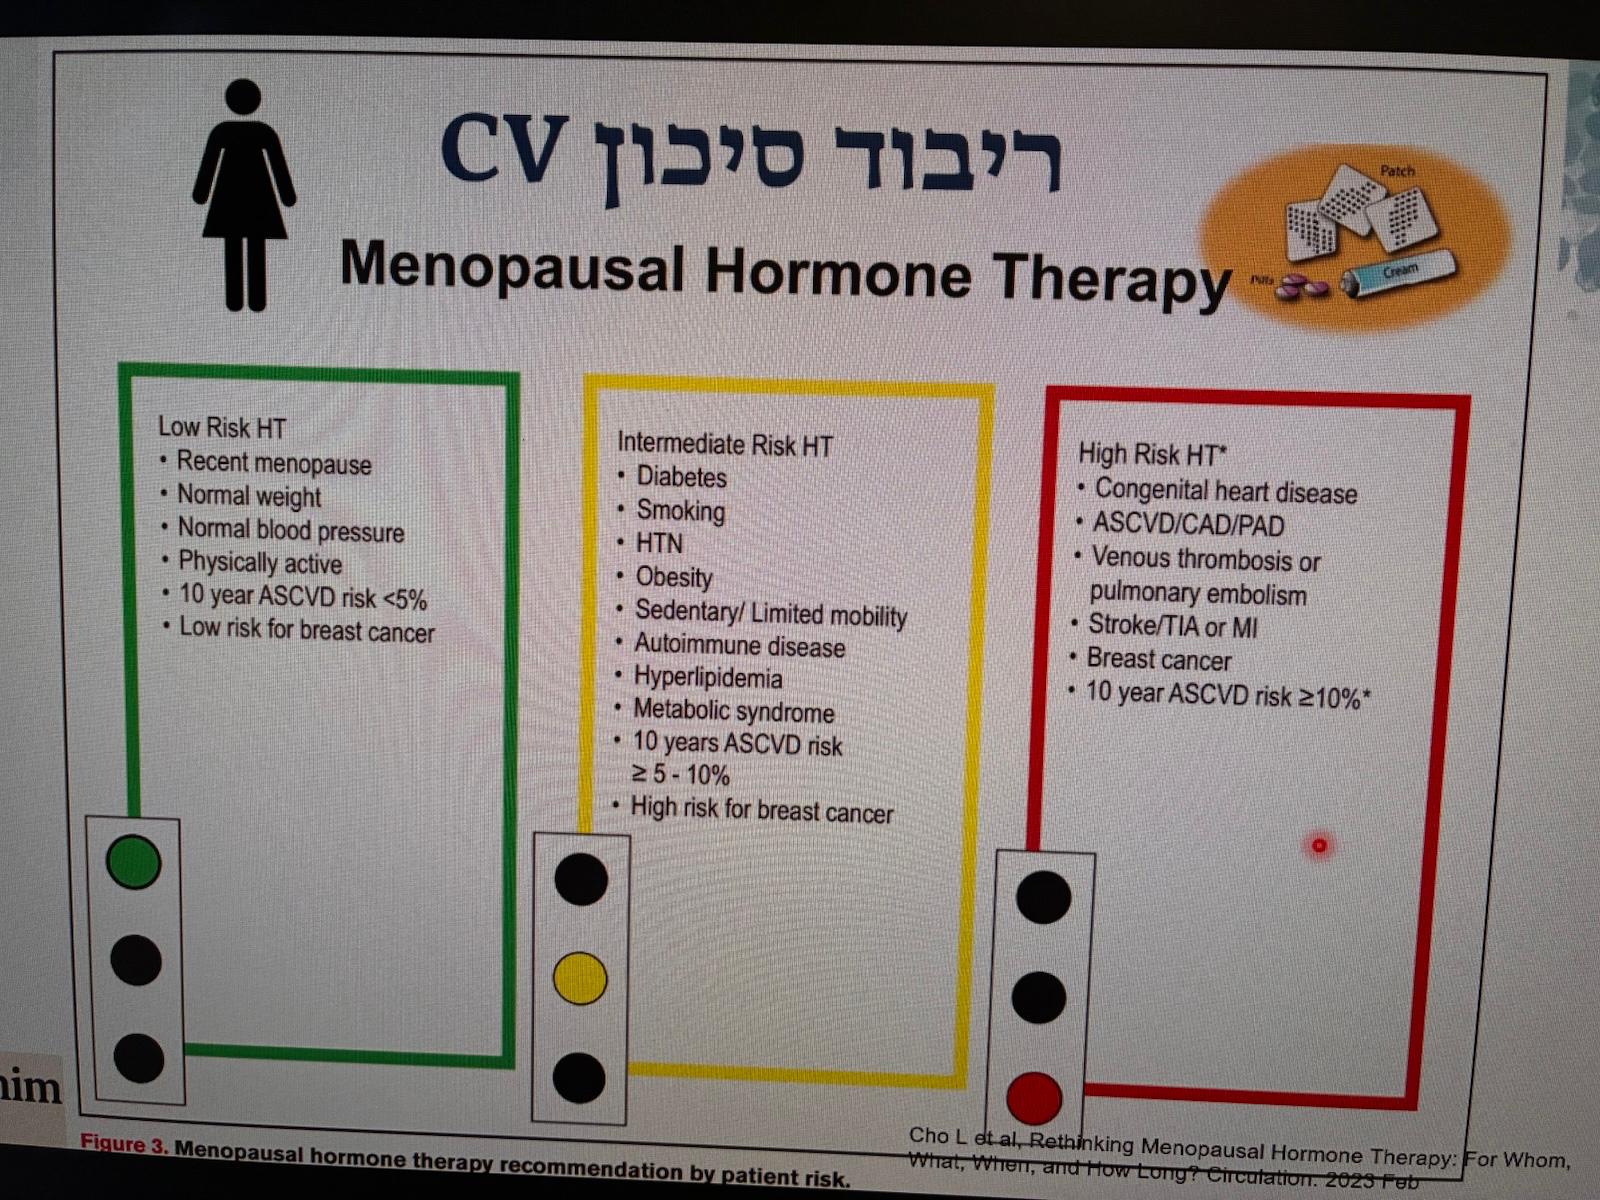 ריבוד סיכון CV
Menopausal Hormone Therapy
Patch
Pills
Cream
Low Risk HT
• Recent menopause
• Normal weight
• Normal blood pressure
• Physically active
• 10 year ASCVD risk <5%
• Low risk for breast cancer
Intermediate Risk HT
• Diabetes
• Smoking
• HTN
• Obesity
• Sedentary/ Limited mobility
• Autoimmune disease
• Hyperlipidemia
• Metabolic syndrome
• 10 years ASCVD risk
≥ 5 - 10%
• High risk for breast cancer
High Risk HT*
• Congenital heart disease
• ASCVD/CAD/PAD
• Venous thrombosis or
pulmonary embolism
• Stroke/TIA or MI
• Breast cancer
• 10 year ASCVD risk ≥10%*
Figure 3. Menopausal hormone therapy recommendation by patient risk.
Cho L et al, Rethinking Menopausal Hormone Therapy: For Whom,
What, When, and How Long? Circulation. 2023 Feb